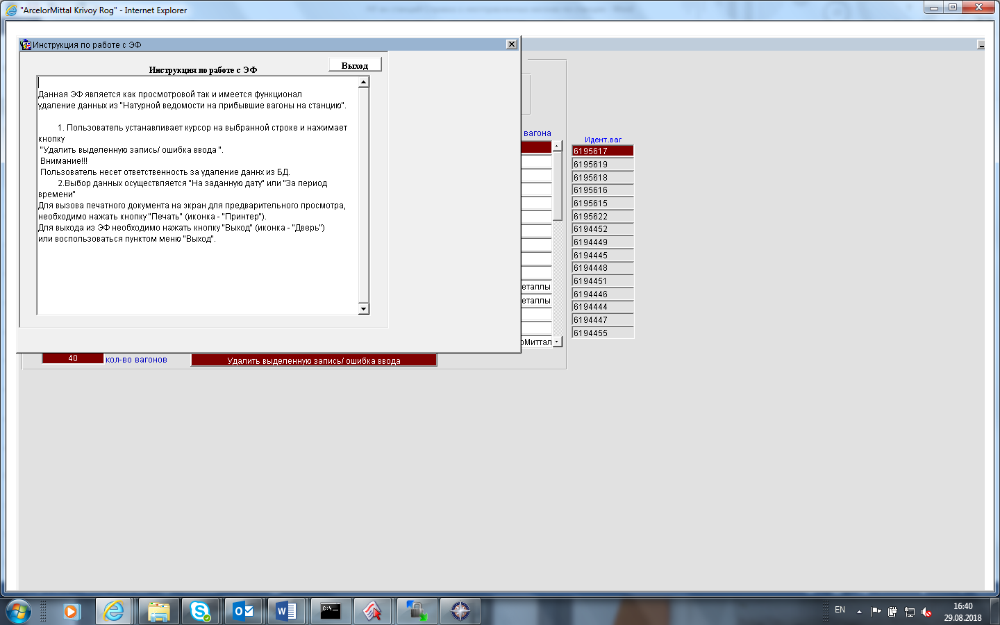 "ArcelorMittal Krivoy Rog" - Internet Explorer
Инструкция по работе с ЭФ
Инструкция по работе с ЭФ
Выход
Данная ЭФ является как просмотровой так и имеется функционал
удаление данных из "Натурной ведомости на прибывшие вагоны на станцию".
1. Пользователь устанавливает курсор на выбранной строке и нажимает
кнопку
"Удалить выделенную запись/ ошибка ввода ".
Внимание!!!
Пользователь несет ответственность за удаление даннх из БД.
2.Выбор данных осуществляется "На заданную дату" или "За период
времени"
Для вызова печатного документа на экран для предварительного просмотра,
необходимо нажать кнопку "Печать" (иконка - "Принтер").
Для выхода из ЭФ необходимо нажать кнопку "Выход" (иконка - "Дверь")
или воспользоваться пунктом меню "Выход".
вагона
еталлы
еталлы
оМиттал
Идент.ваг
6195617
6195619
6195618
6195616
6195615
6195622
6194452
6194449
6194445
6194448
6194451
6194446
6194444
6194447
6194455
40
кол-во вагонов
Удалить выделенную запись/ ошибка ввода
EN
16:40
29.08.2018